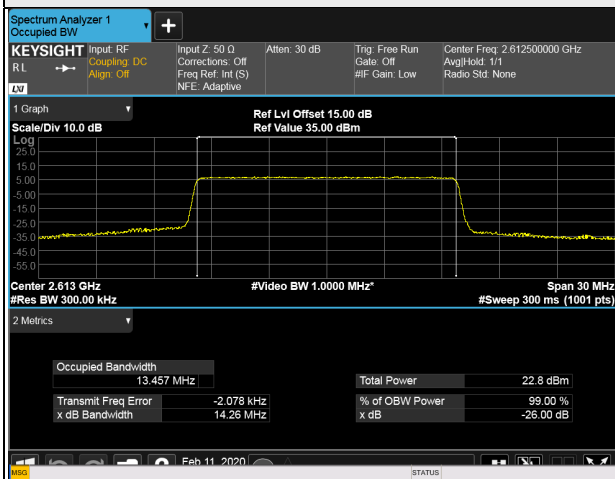 Spectrum Analyzer 1
Occupied BW
+
KEYSIGHT Input: RF Input Z: 50 Ω Atten: 30 dB Trig: Free Run Center Freq: 2.612500000 GHz
RL Coupling: DC Corrections: Off Gate: Off Avg|Hold: 1/1
Align: Off Freq Ref: Int (S) #IF Gain: Low Radio Std: None
LXI NFE: Adaptive
1 Graph
Ref Lvl Offset 15.00 dB
Scale/Div 10.0 dB Ref Value 35.00 dBm
Log
25.0
15.0
5.00
-5.00
-15.0
-25.0
-35.0
-45.0
-55.0
Center 2.613 GHz #Video BW 1.0000 MHz* Span 30 MHz
#Res BW 300.00 kHz #Sweep 300 ms (1001 pts)
2 Metrics
Occupied Bandwidth
13.457 MHz Total Power 22.8 dBm
Transmit Freq Error -2.078 kHz % of OBW Power 99.00 %
x dB Bandwidth 14.26 MHz x dB -26.00 dB
Feb 11, 2020
MSG STATUS